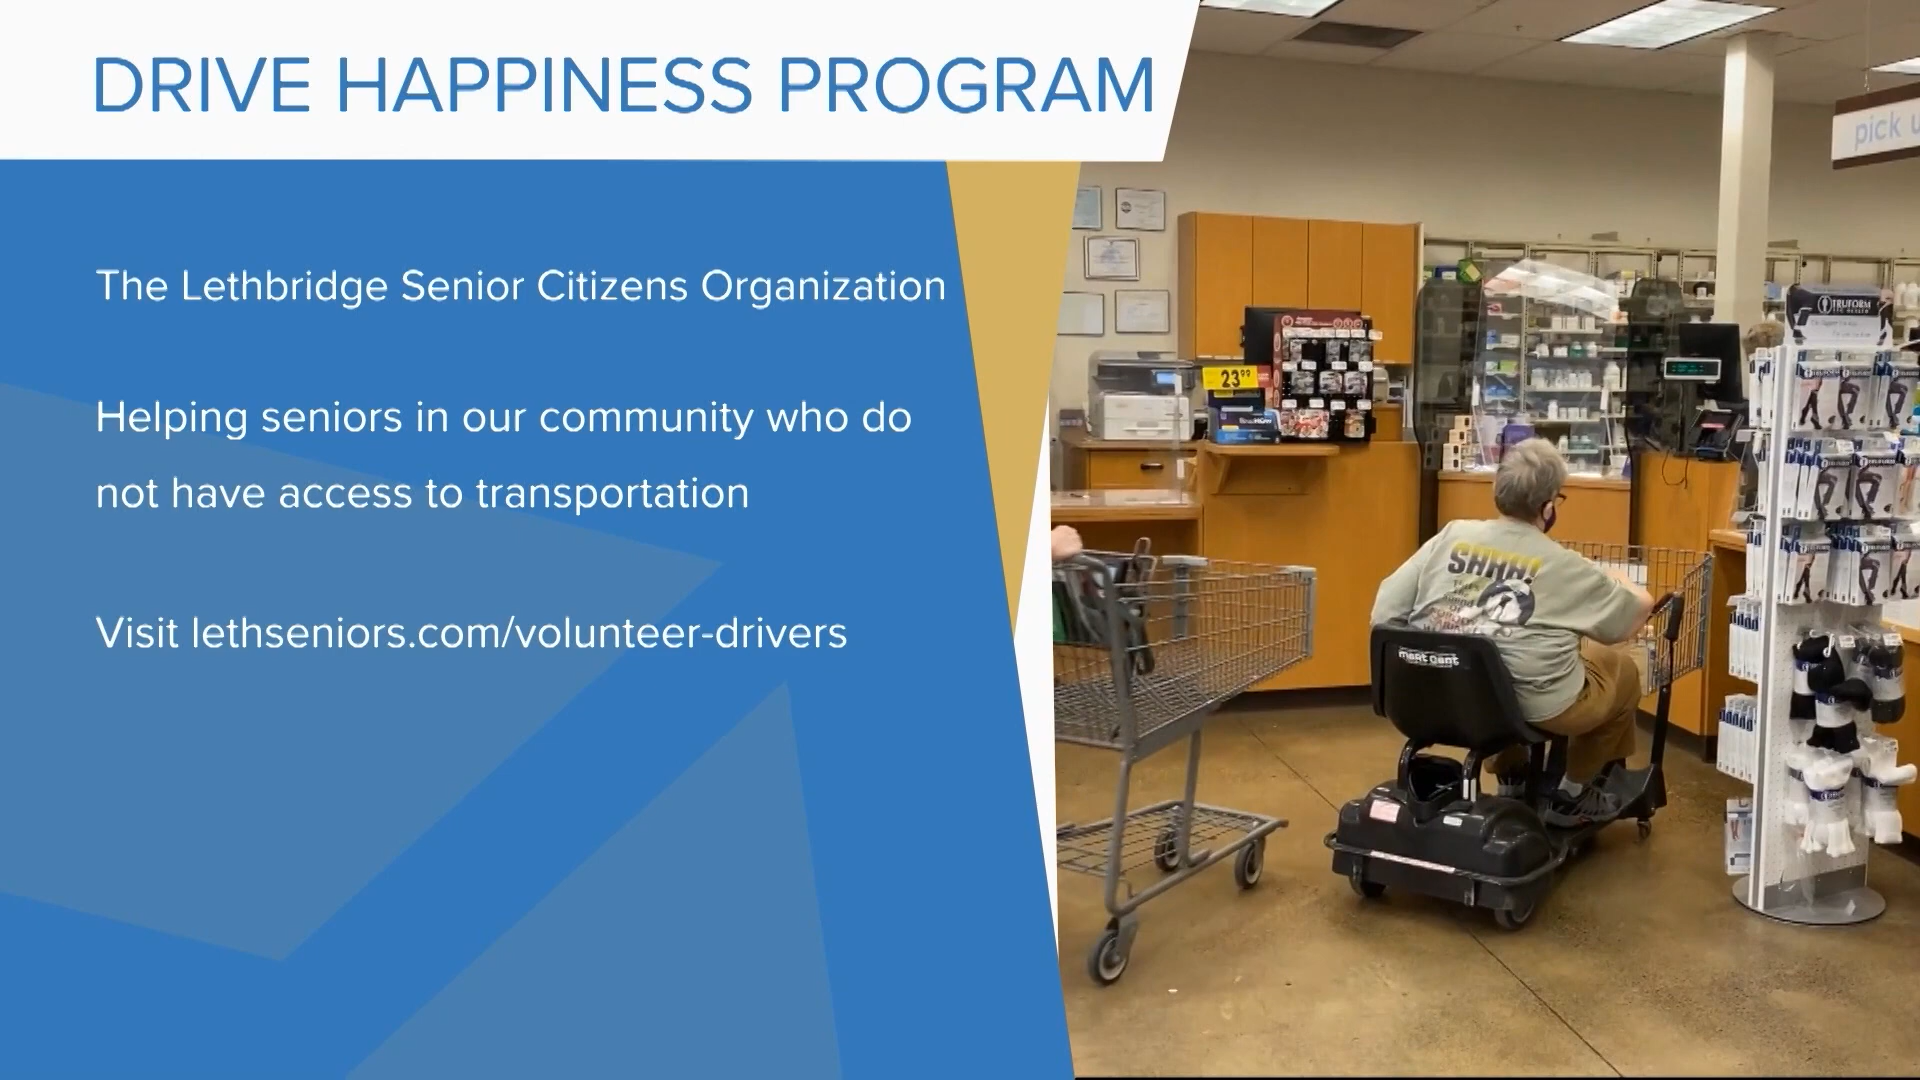 DRIVE HAPPINESS PROGRAM
The Lethbridge Senior Citizens Organization
Helping seniors in our community who do
not have access to transportation
Visit lethseniors.com/volunteer-drivers
pick u
23⁹⁹
TRUFORM
SHHH!